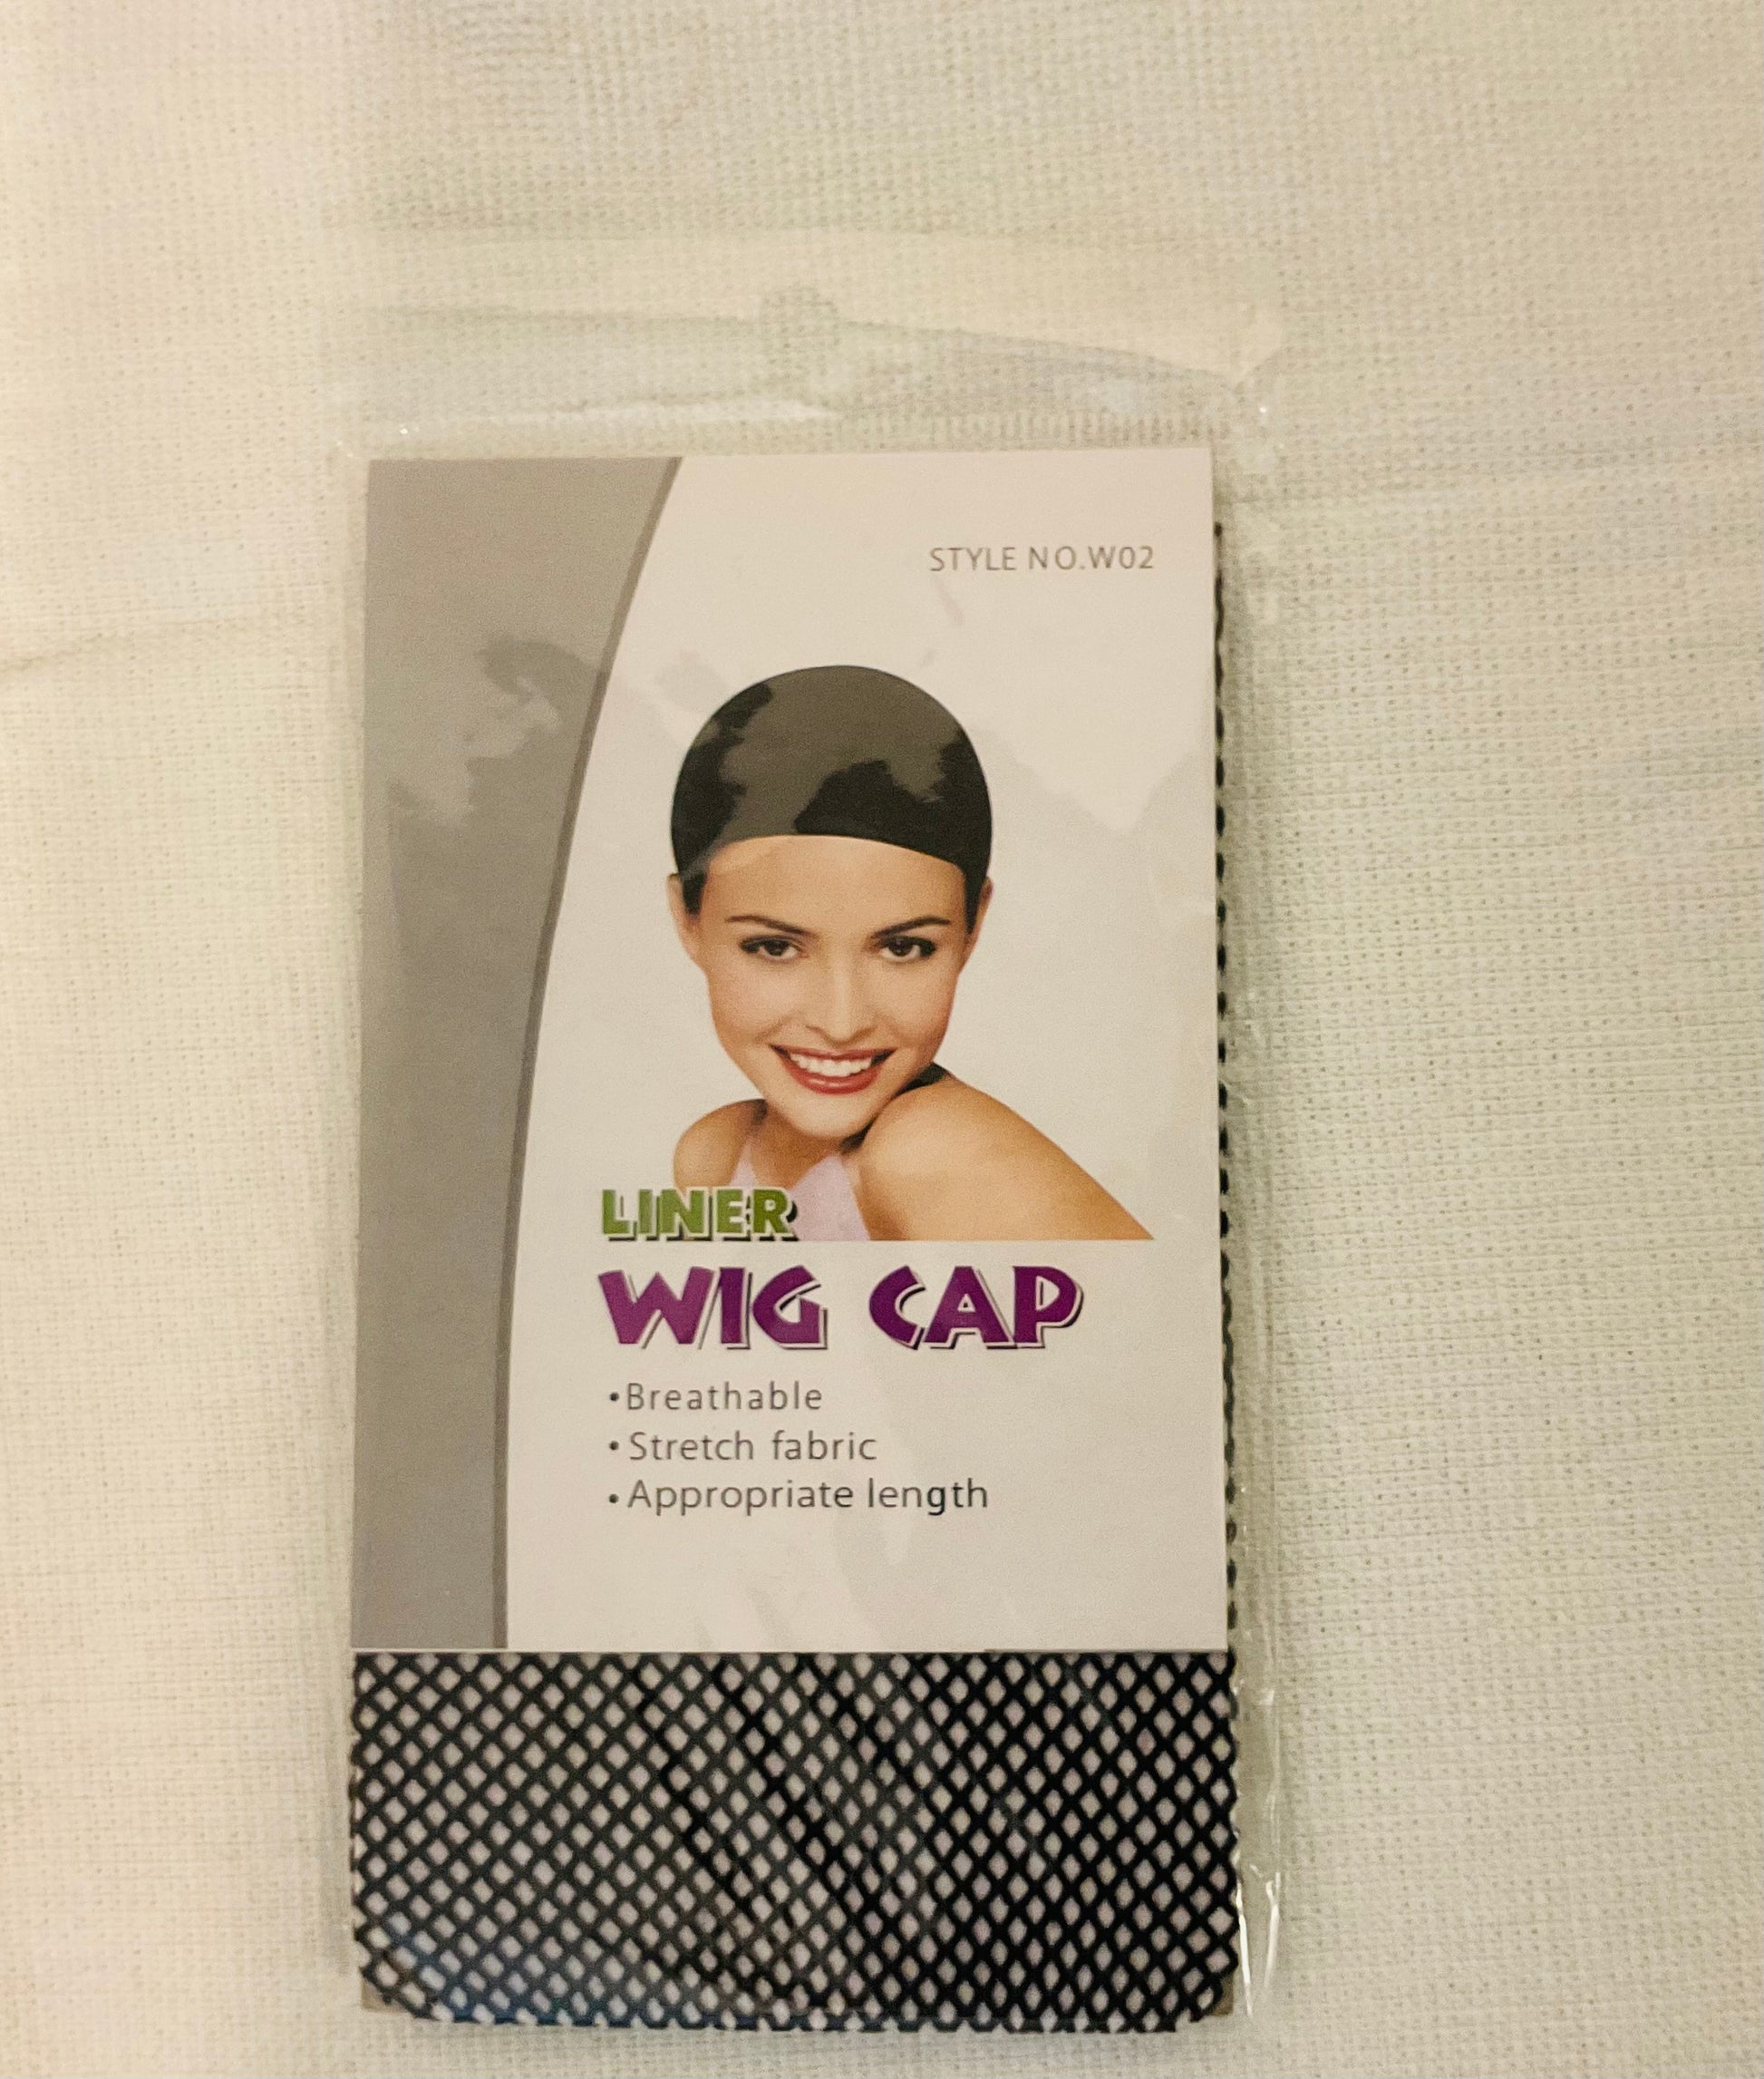 STYLE NO.W02
LINER
WIG CAP
•Breathable
•Stretch fabric
•Appropriate length